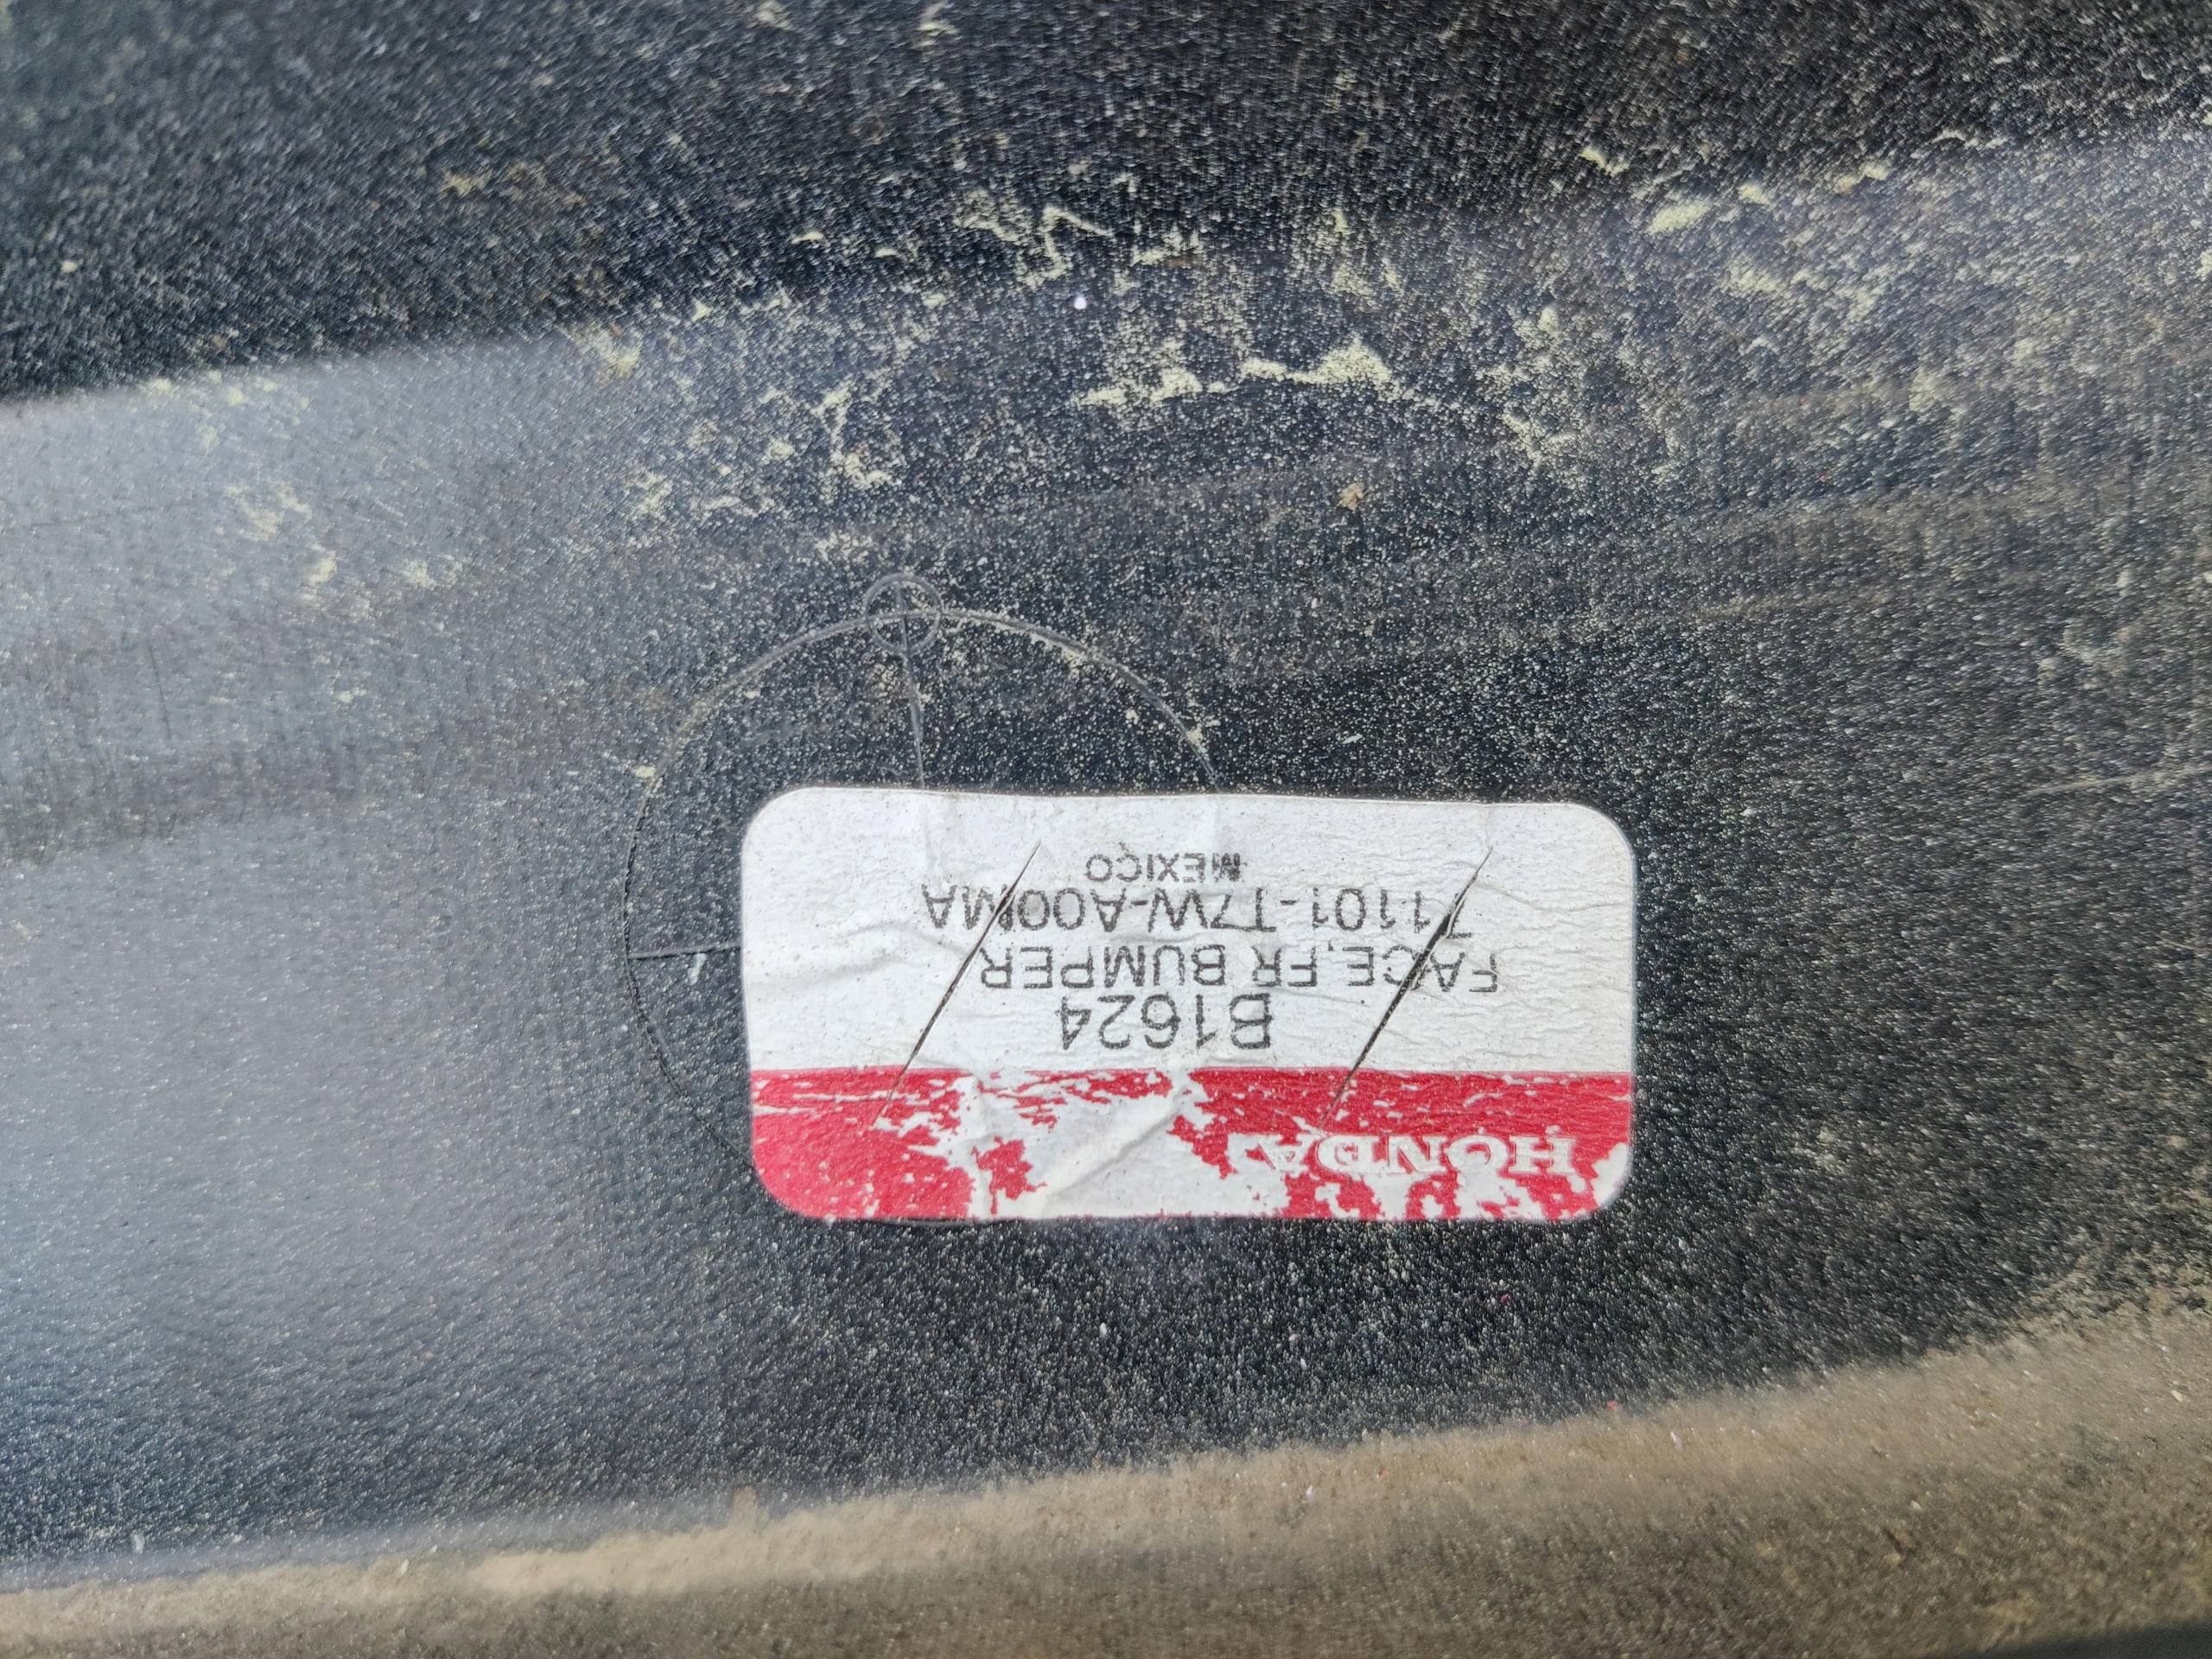 HONDA
B1624
FACE,FR BUMPER
71101-T7W-A00MA
MEXICO